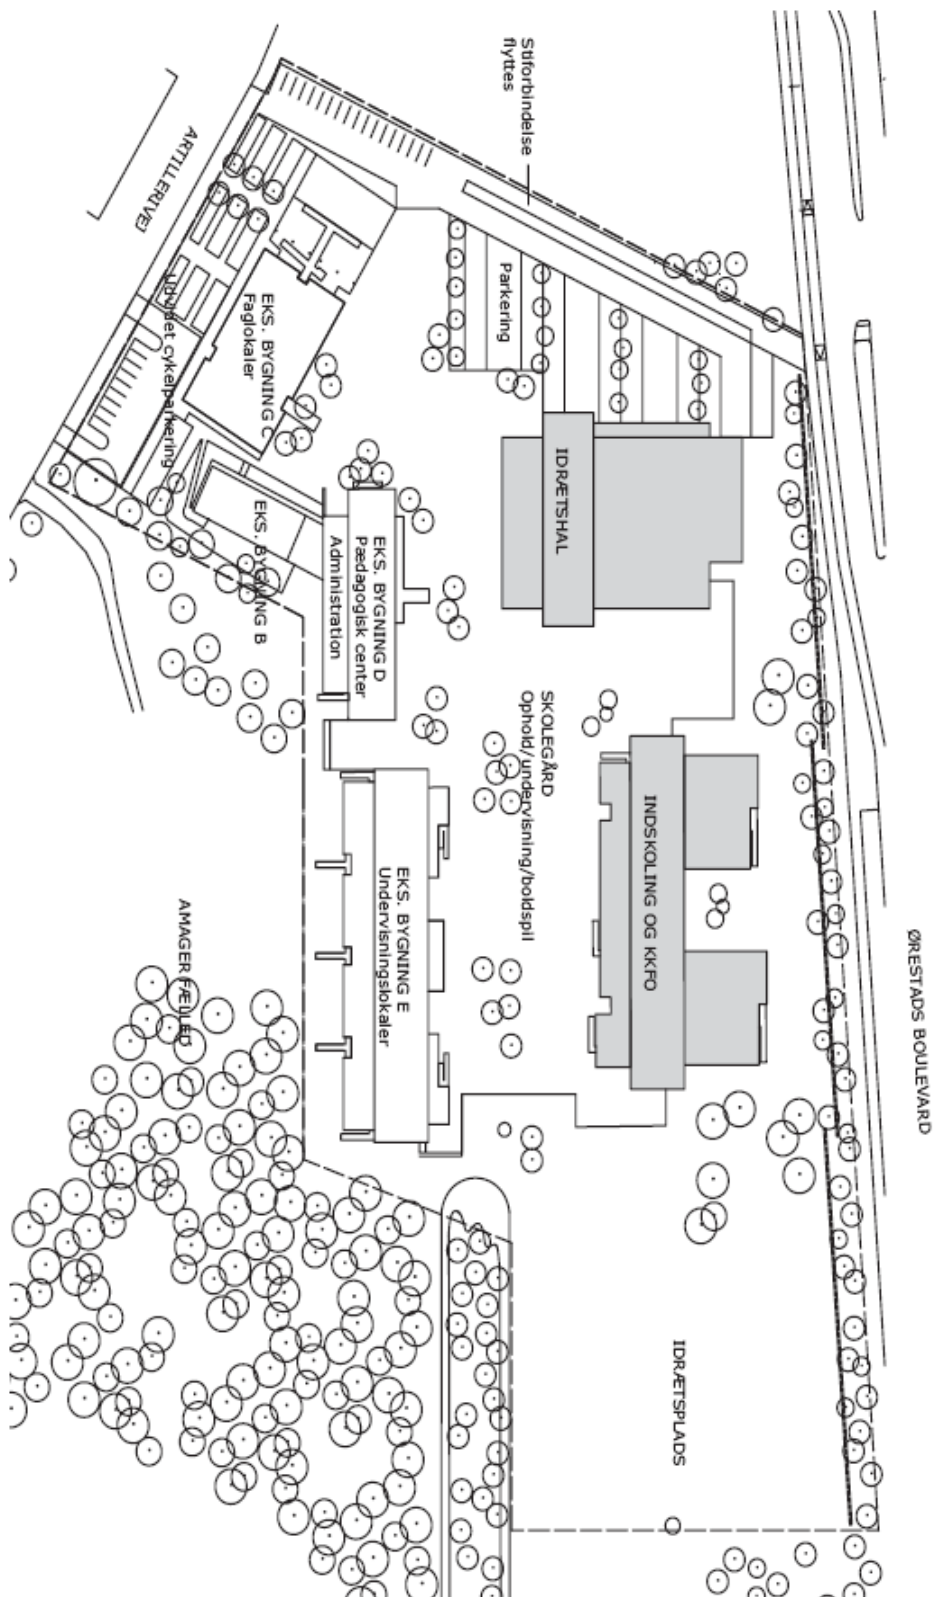 Stiforbindelse
flyttes
ARTILLERIVEJ
Parkering
EKS. BYGNING C
Faglokaler
Udvidet cykelparkering
IDRÆTSHAL
EKS. BYGNING B
EKS. BYGNING D
Pædagogisk center
Administration
SKOLEGÅRD
Ophold/undervisning/boldspil
INDSKOLING OG KKFO
EKS. BYGNING E
Undervisningslokaler
AMAGER FÆLLED
ØRESTADS BOULEVARD
IDRÆTSPLADS